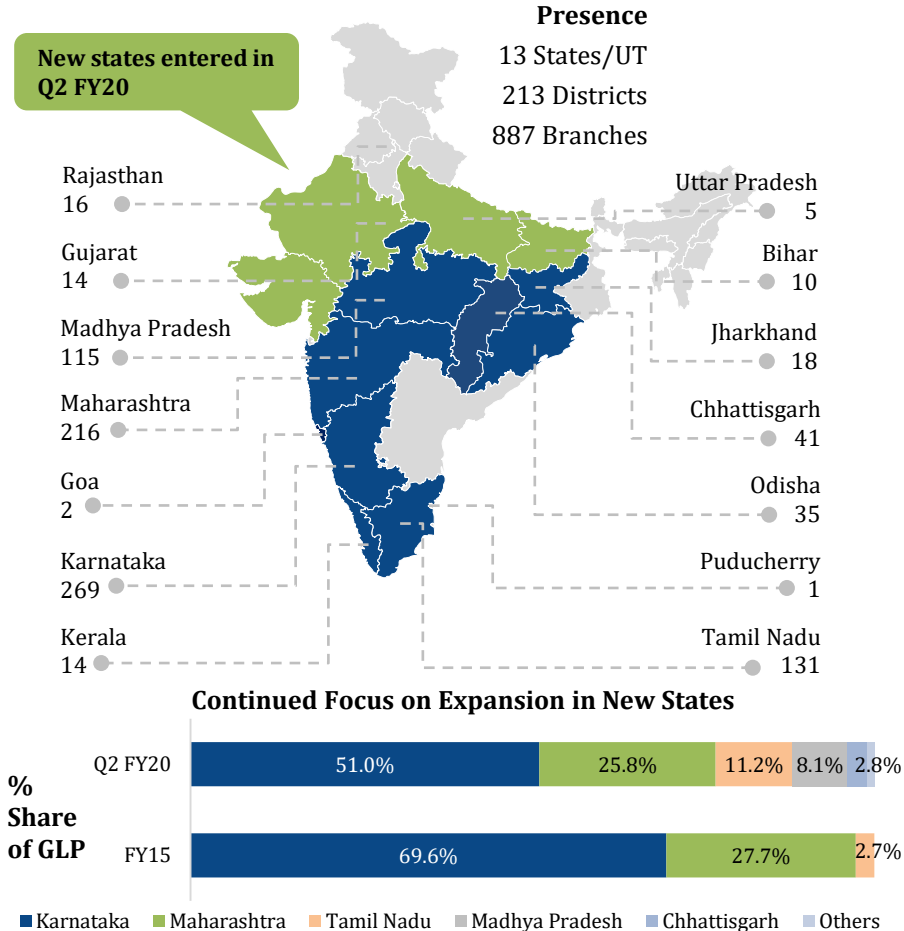 Presence
13 States/UT
213 Districts
887 Branches
New states entered in
Q2 FY20
Rajasthan
16
Gujarat
14
Madhya Pradesh
115
Maharashtra
216
Goa
2
Karnataka
269
Kerala
14
Uttar Pradesh
5
Bihar
10
Jharkhand
18
Chhattisgarh
41
Odisha
35
Puducherry
1
Tamil Nadu
131
Continued Focus on Expansion in New States
%
Share
of GLP
Q2 FY20
51.0%
25.8%
11.2%
8.1%
2.8%
FY15
69.6%
27.7%
2.7%
Karnataka Maharashtra Tamil Nadu Madhya Pradesh Chhattisgarh Others